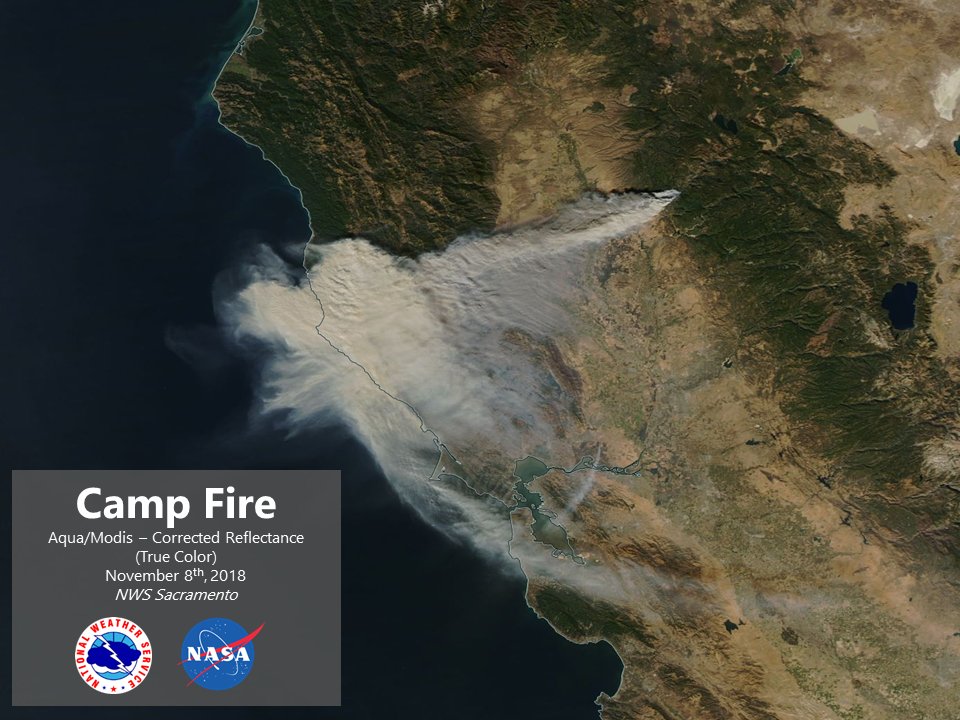 Camp Fire
Aqua/Modis – Corrected Reflectance
(True Color)
November 8th, 2018
NWS Sacramento
NATIONAL WEATHER SERVICE
NASA